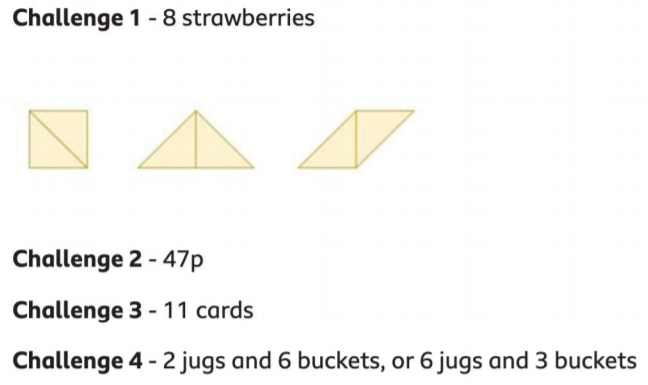 Challenge 1 - 8 strawberries
Challenge 2 - 47p
Challenge 3 - 11 cards
Challenge 4 - 2 jugs and 6 buckets, or 6 jugs and 3 buckets